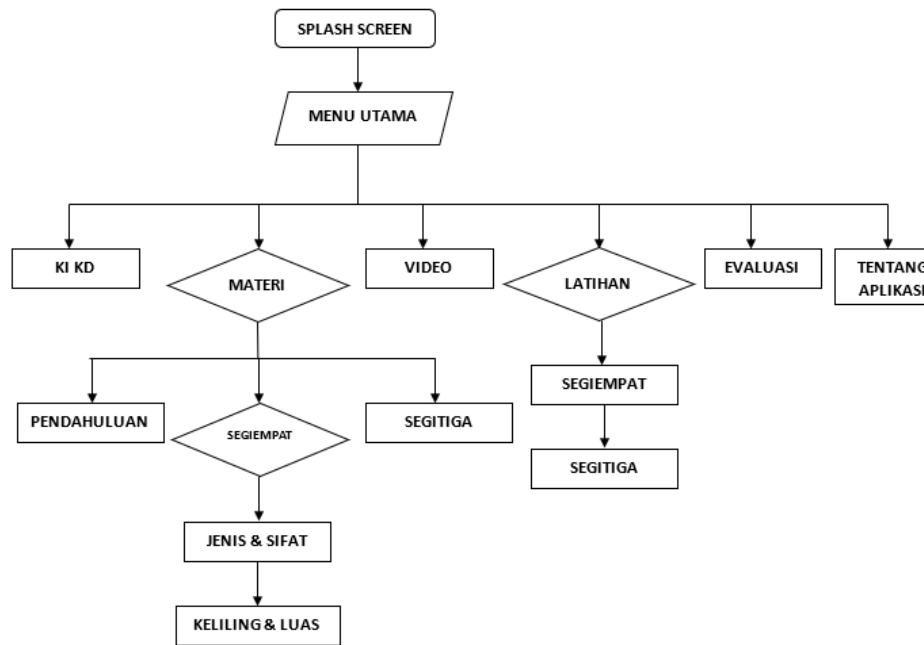 SPLASH SCREEN
MENU UTAMA
KI KD
MATERI
VIDEO
LATIHAN
EVALUASI
TENTANG
APLIKASI
SEGIEMPAT
PENDAHULUAN
SEGIEMPAT
SEGITIGA
SEGITIGA
JENIS & SIFAT
KELILING & LUAS